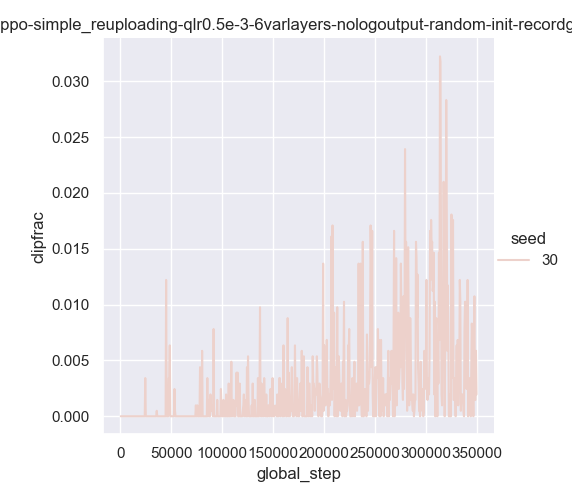 ppo-simple_reuploading-qlr0.5e-3-6varlayers-nologoutput-random-init-recordg
0.030
0.025
0.020
0.015
0.010
0.005
0.000
clipfrac
seed
30
0 50000 100000 150000 200000 250000 300000 350000
global_step